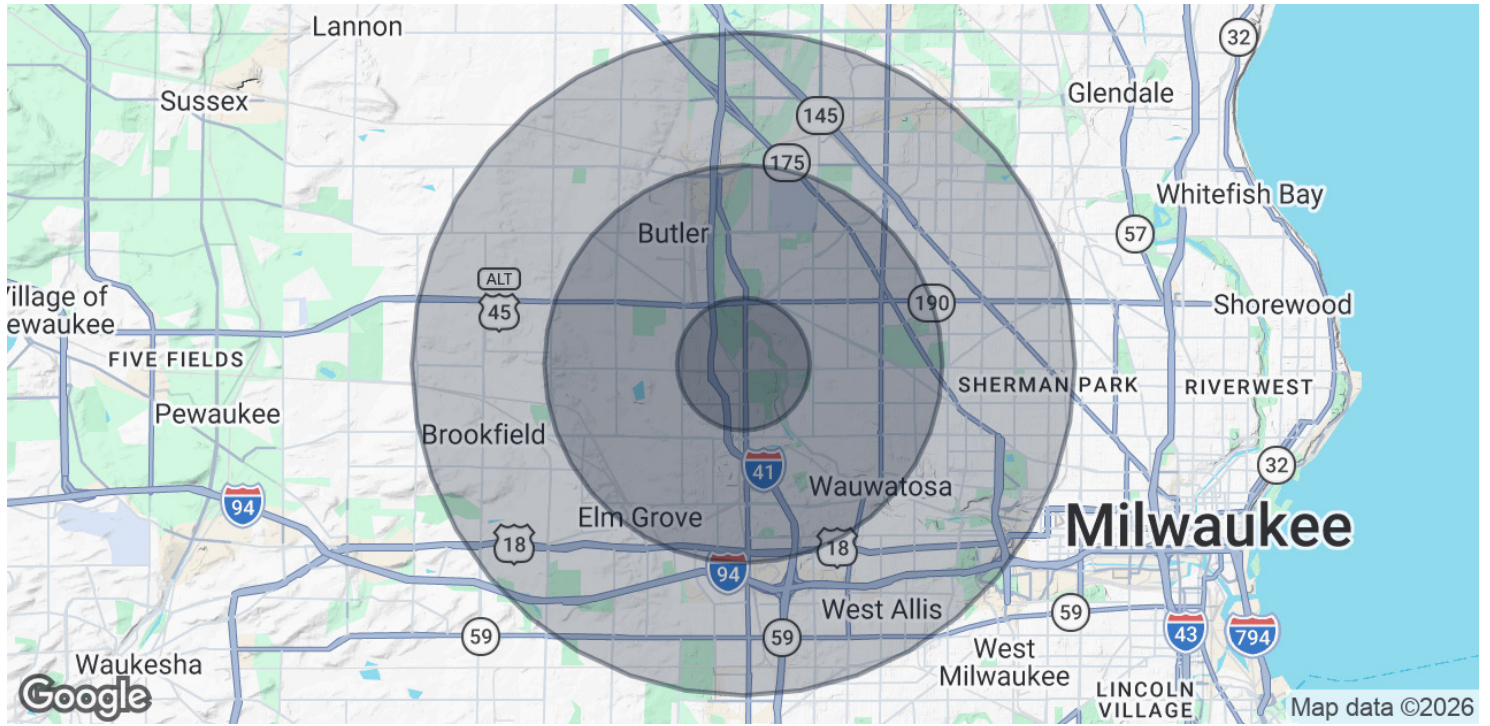 Lannon
32
Sussex
Glendale
145
175
Whitefish Bay
Butler
57
ALT
45
190
Village of
ewaukee
Shorewood
FIVE FIELDS
SHERMAN PARK
RIVERWEST
Pewaukee
Brookfield
41
32
94
Wauwatosa
Elm Grove
Milwaukee
18
18
94
West Allis
59
59
59
43
794
Waukesha
West
Milwaukee
LINCOLN
VILLAGE
Google
Map data ©2026